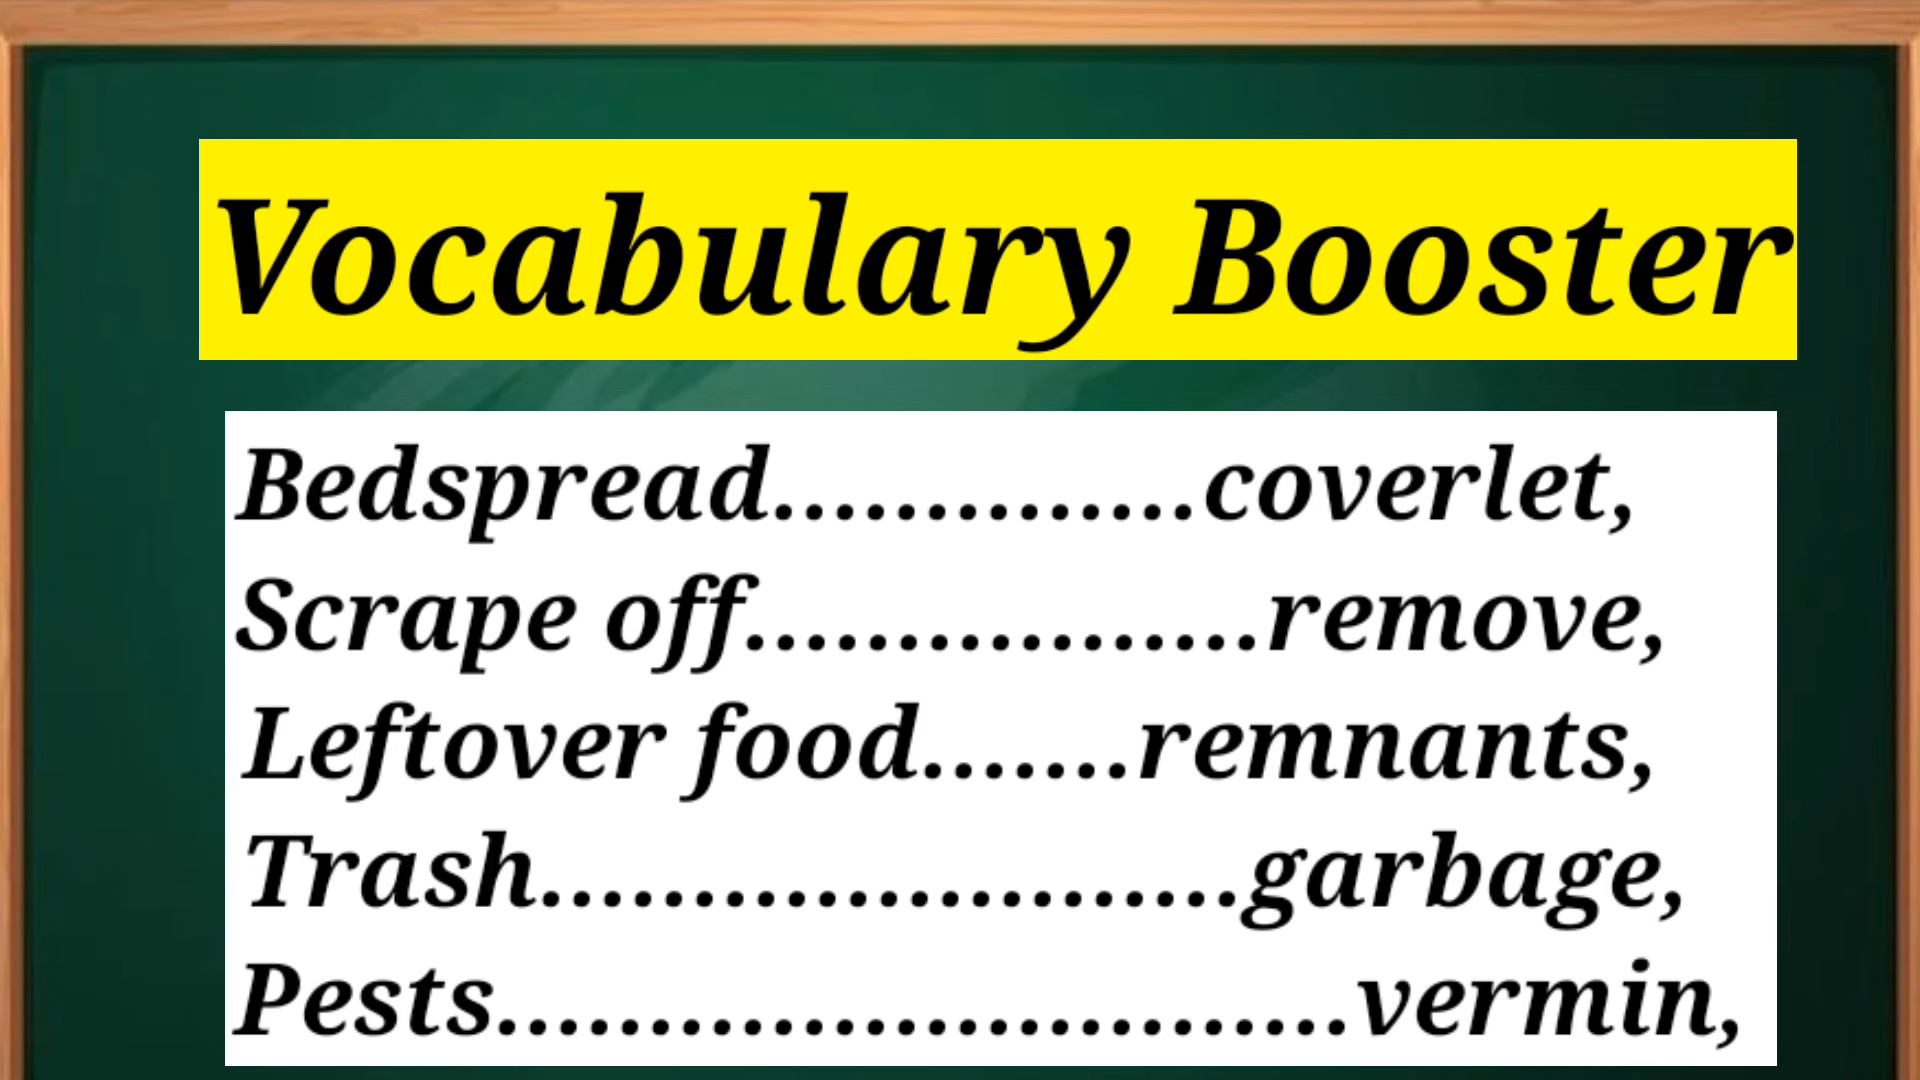 Vocabulary Booster
Bedspread..............coverlet,
Scrape off.................remove,
Leftover food.......remnants,
Trash.......................garbage,
Pests............................vermin,